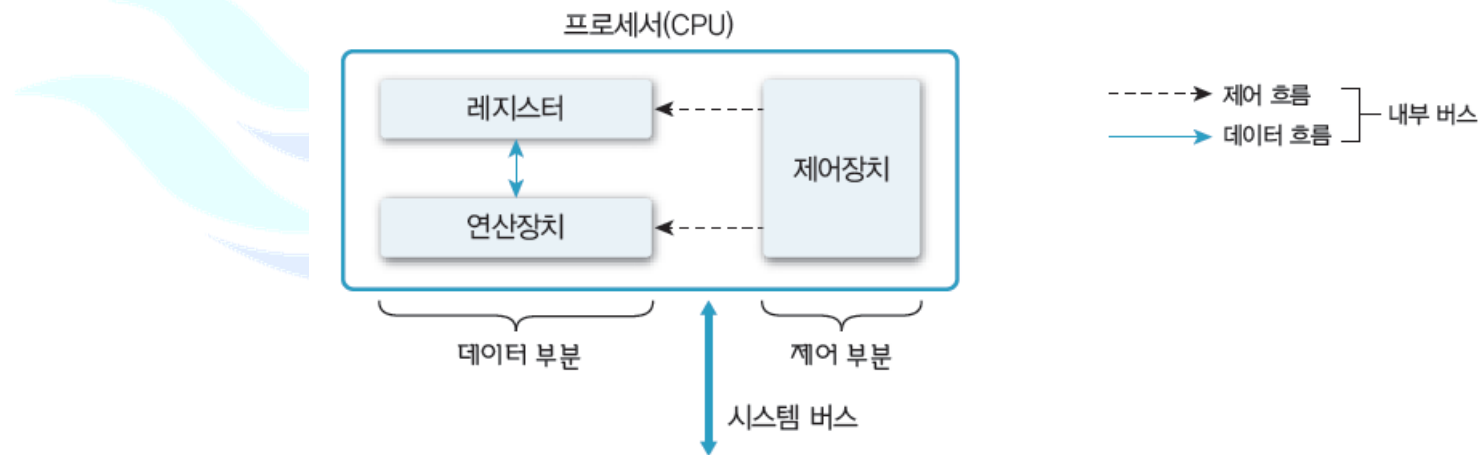 프로세서(CPU)
레지스터
연산장치
제어장치
제어 흐름
데이터 흐름
내부 버스
데이터 부분
제어 부분
시스템 버스